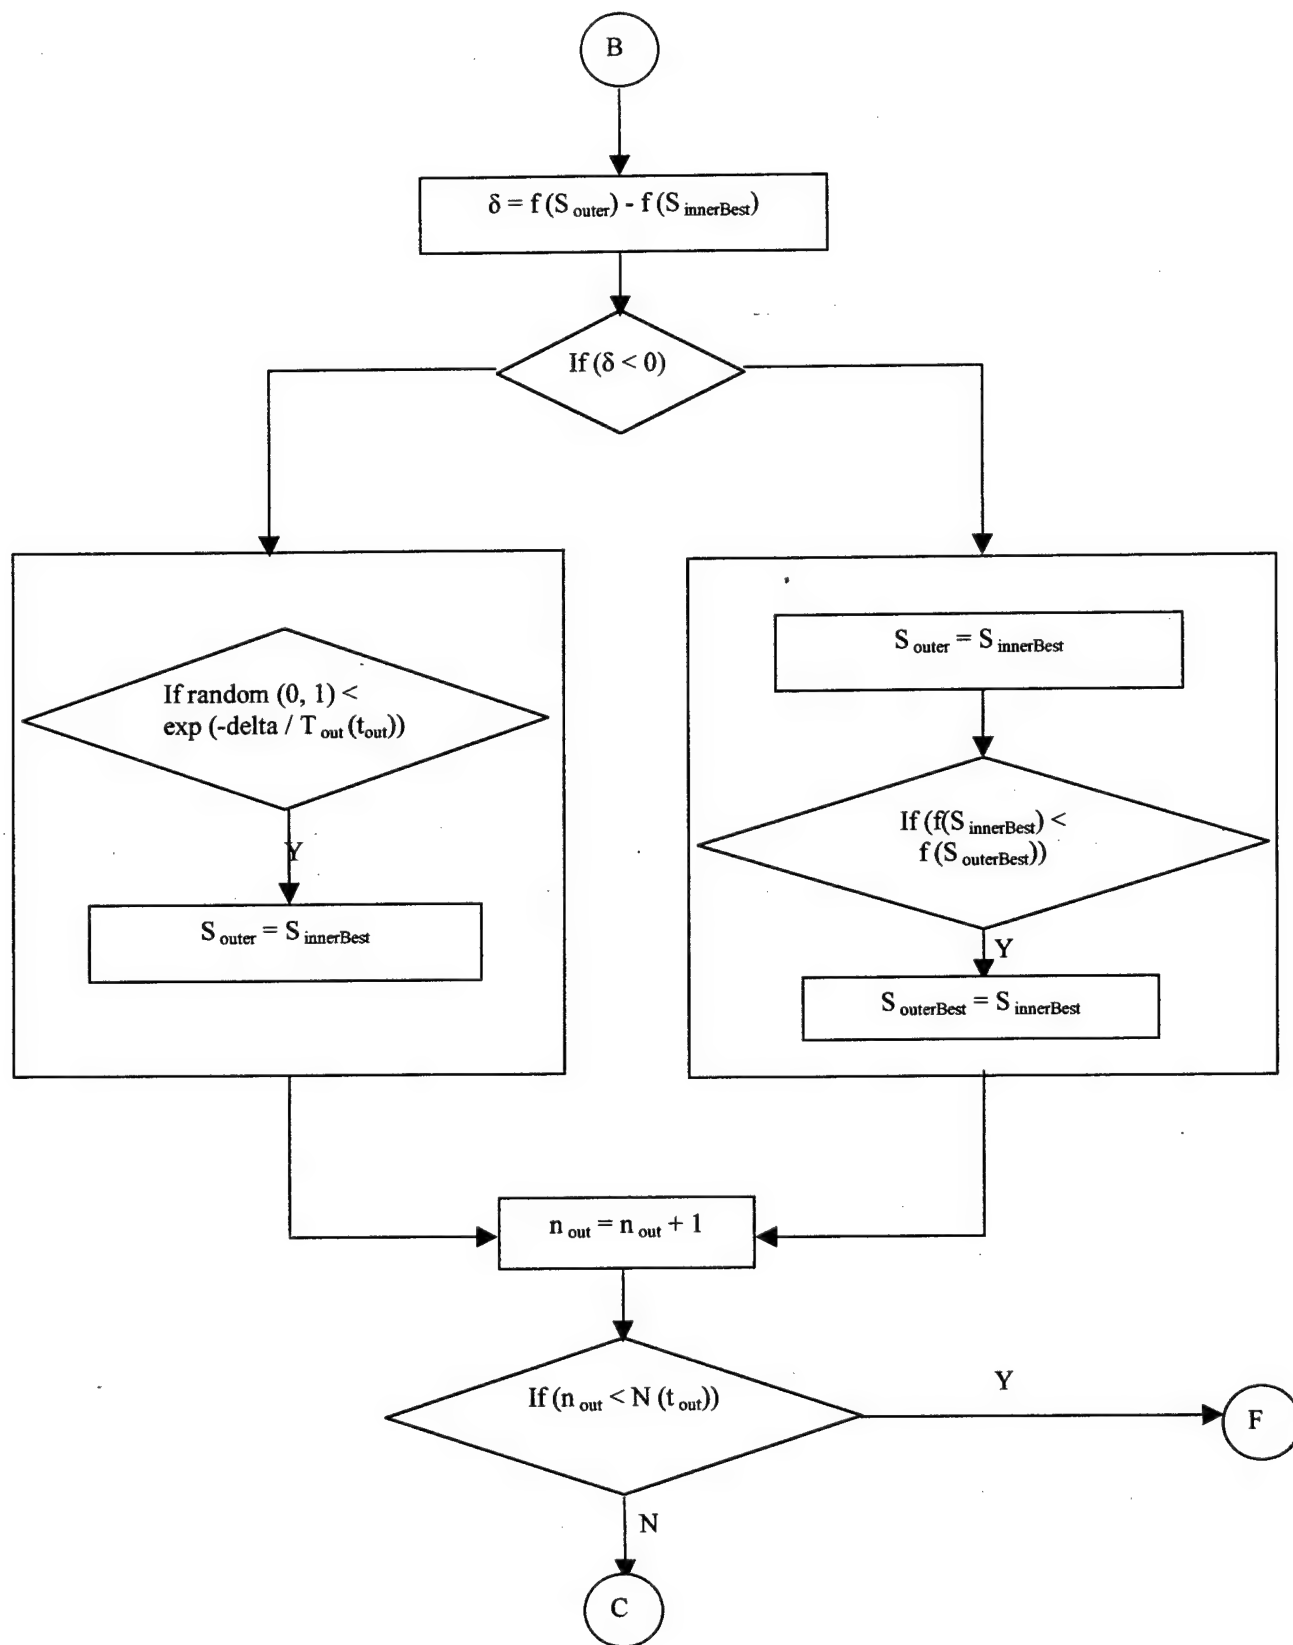 B
δ = f (S outer) - f (S innerBest)
If (δ < 0)
If random (0, 1) <
exp (-delta / T out (t out))
Y
S outer = S innerBest
S outer = S innerBest
If (f(S innerBest) <
f (S outerBest))
Y
S outerBest = S innerBest
n out = n out + 1
If (n out < N (t out))
Y
F
N
C